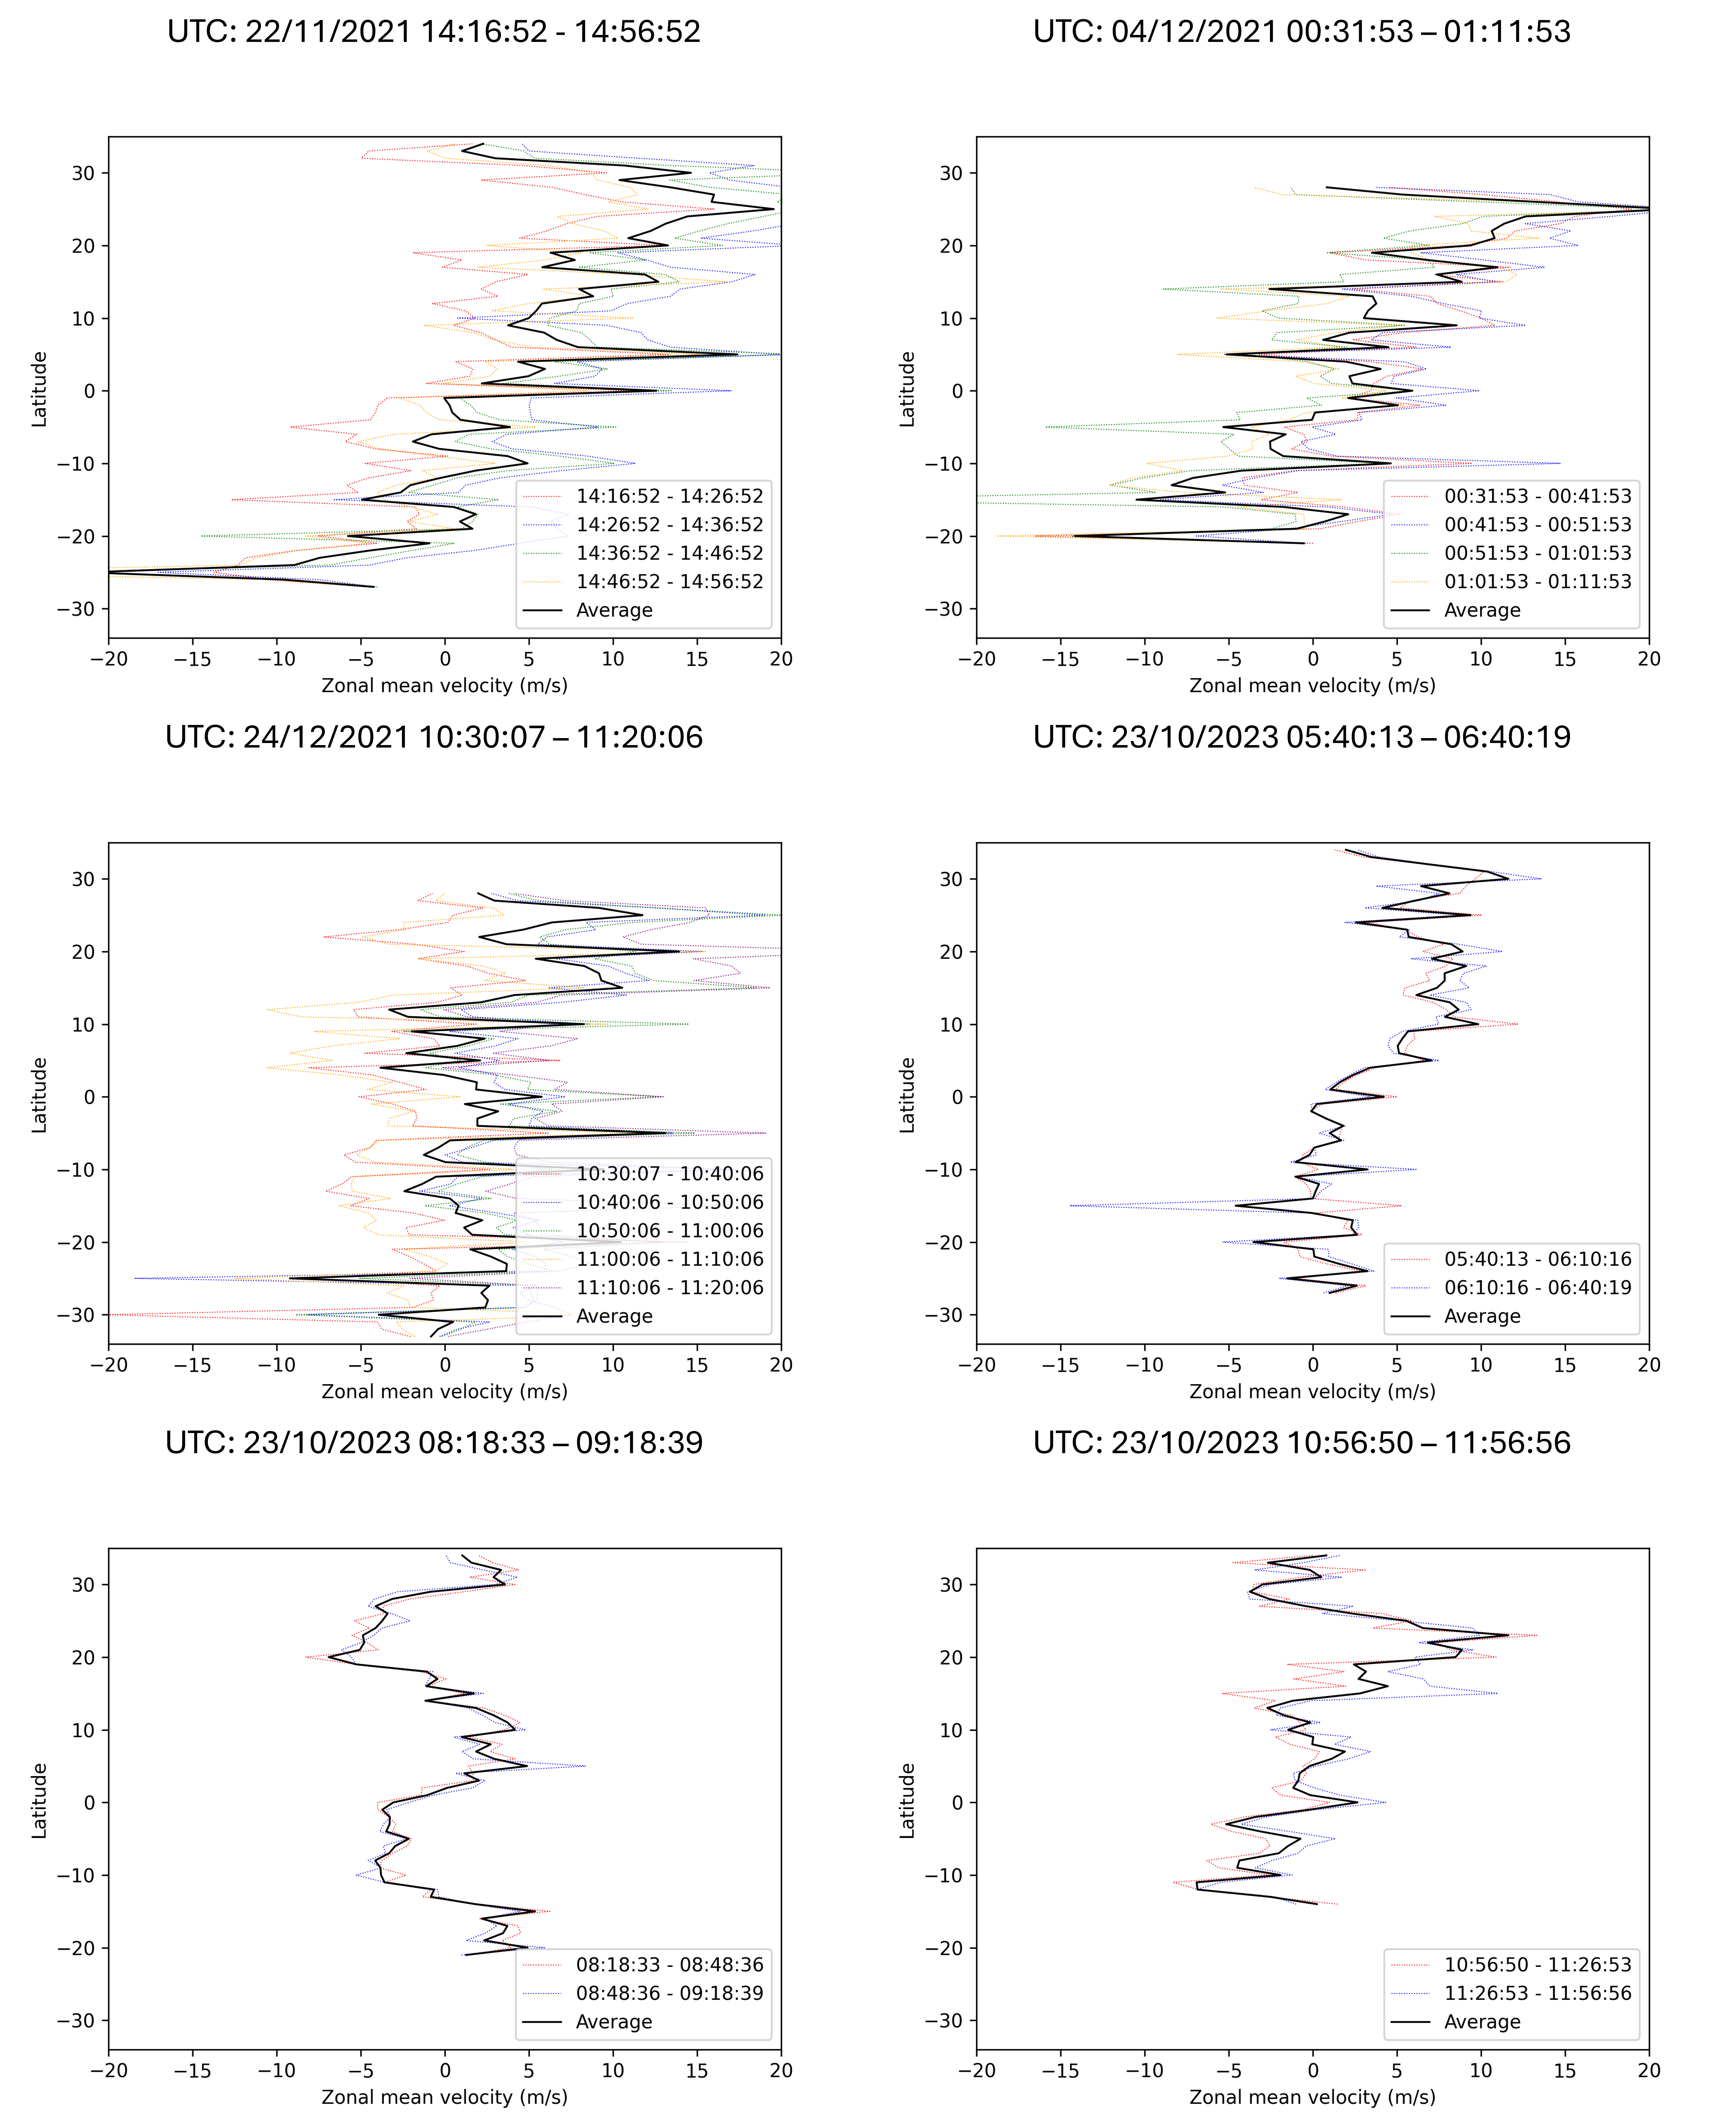 UTC: 22/11/2021 14:16:52 - 14:56:52
30
20
10
0
−10
−20
−30
Latitude
−20 −15 −10 −5 0 5 10 15 20
Zonal mean velocity (m/s)
14:16:52 - 14:26:52
14:26:52 - 14:36:52
14:36:52 - 14:46:52
14:46:52 - 14:56:52
Average
UTC: 04/12/2021 00:31:53 – 01:11:53
30
20
10
0
−10
−20
−30
Latitude
−20 −15 −10 −5 0 5 10 15 20
Zonal mean velocity (m/s)
00:31:53 - 00:41:53
00:41:53 - 00:51:53
00:51:53 - 01:01:53
01:01:53 - 01:11:53
Average
UTC: 24/12/2021 10:30:07 – 11:20:06
30
20
10
0
−10
−20
−30
Latitude
−20 −15 −10 −5 0 5 10 15 20
Zonal mean velocity (m/s)
10:30:07 - 10:40:06
10:40:06 - 10:50:06
10:50:06 - 11:00:06
11:00:06 - 11:10:06
11:10:06 - 11:20:06
Average
UTC: 23/10/2023 05:40:13 – 06:40:19
30
20
10
0
−10
−20
−30
Latitude
−20 −15 −10 −5 0 5 10 15 20
Zonal mean velocity (m/s)
05:40:13 - 06:10:16
06:10:16 - 06:40:19
Average
UTC: 23/10/2023 08:18:33 – 09:18:39
30
20
10
0
−10
−20
−30
Latitude
−20 −15 −10 −5 0 5 10 15 20
Zonal mean velocity (m/s)
08:18:33 - 08:48:36
08:48:36 - 09:18:39
Average
UTC: 23/10/2023 10:56:50 – 11:56:56
30
20
10
0
−10
−20
−30
Latitude
−20 −15 −10 −5 0 5 10 15 20
Zonal mean velocity (m/s)
10:56:50 - 11:26:53
11:26:53 - 11:56:56
Average